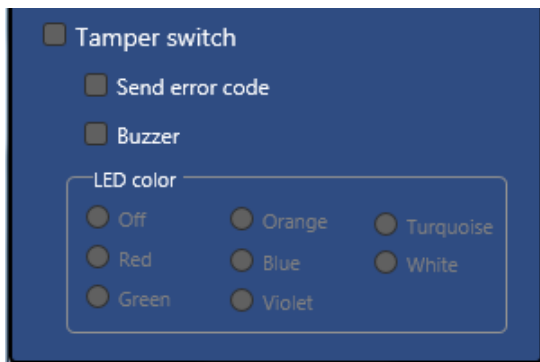 Tamper switch
Send error code
Buzzer
LED color
Off
Orange
Turquoise
Red
Blue
White
Green
Violet